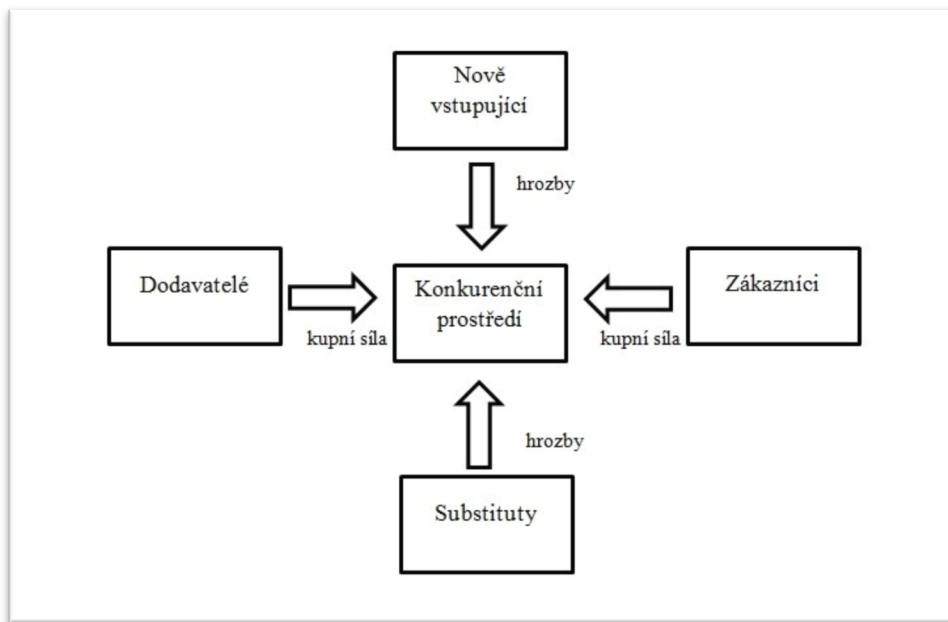 Nově
vstupující
hrozby
Dodavatelé
kupní síla
Konkurenční
prostředí
Zákazníci
kupní síla
hrozby
Substituty